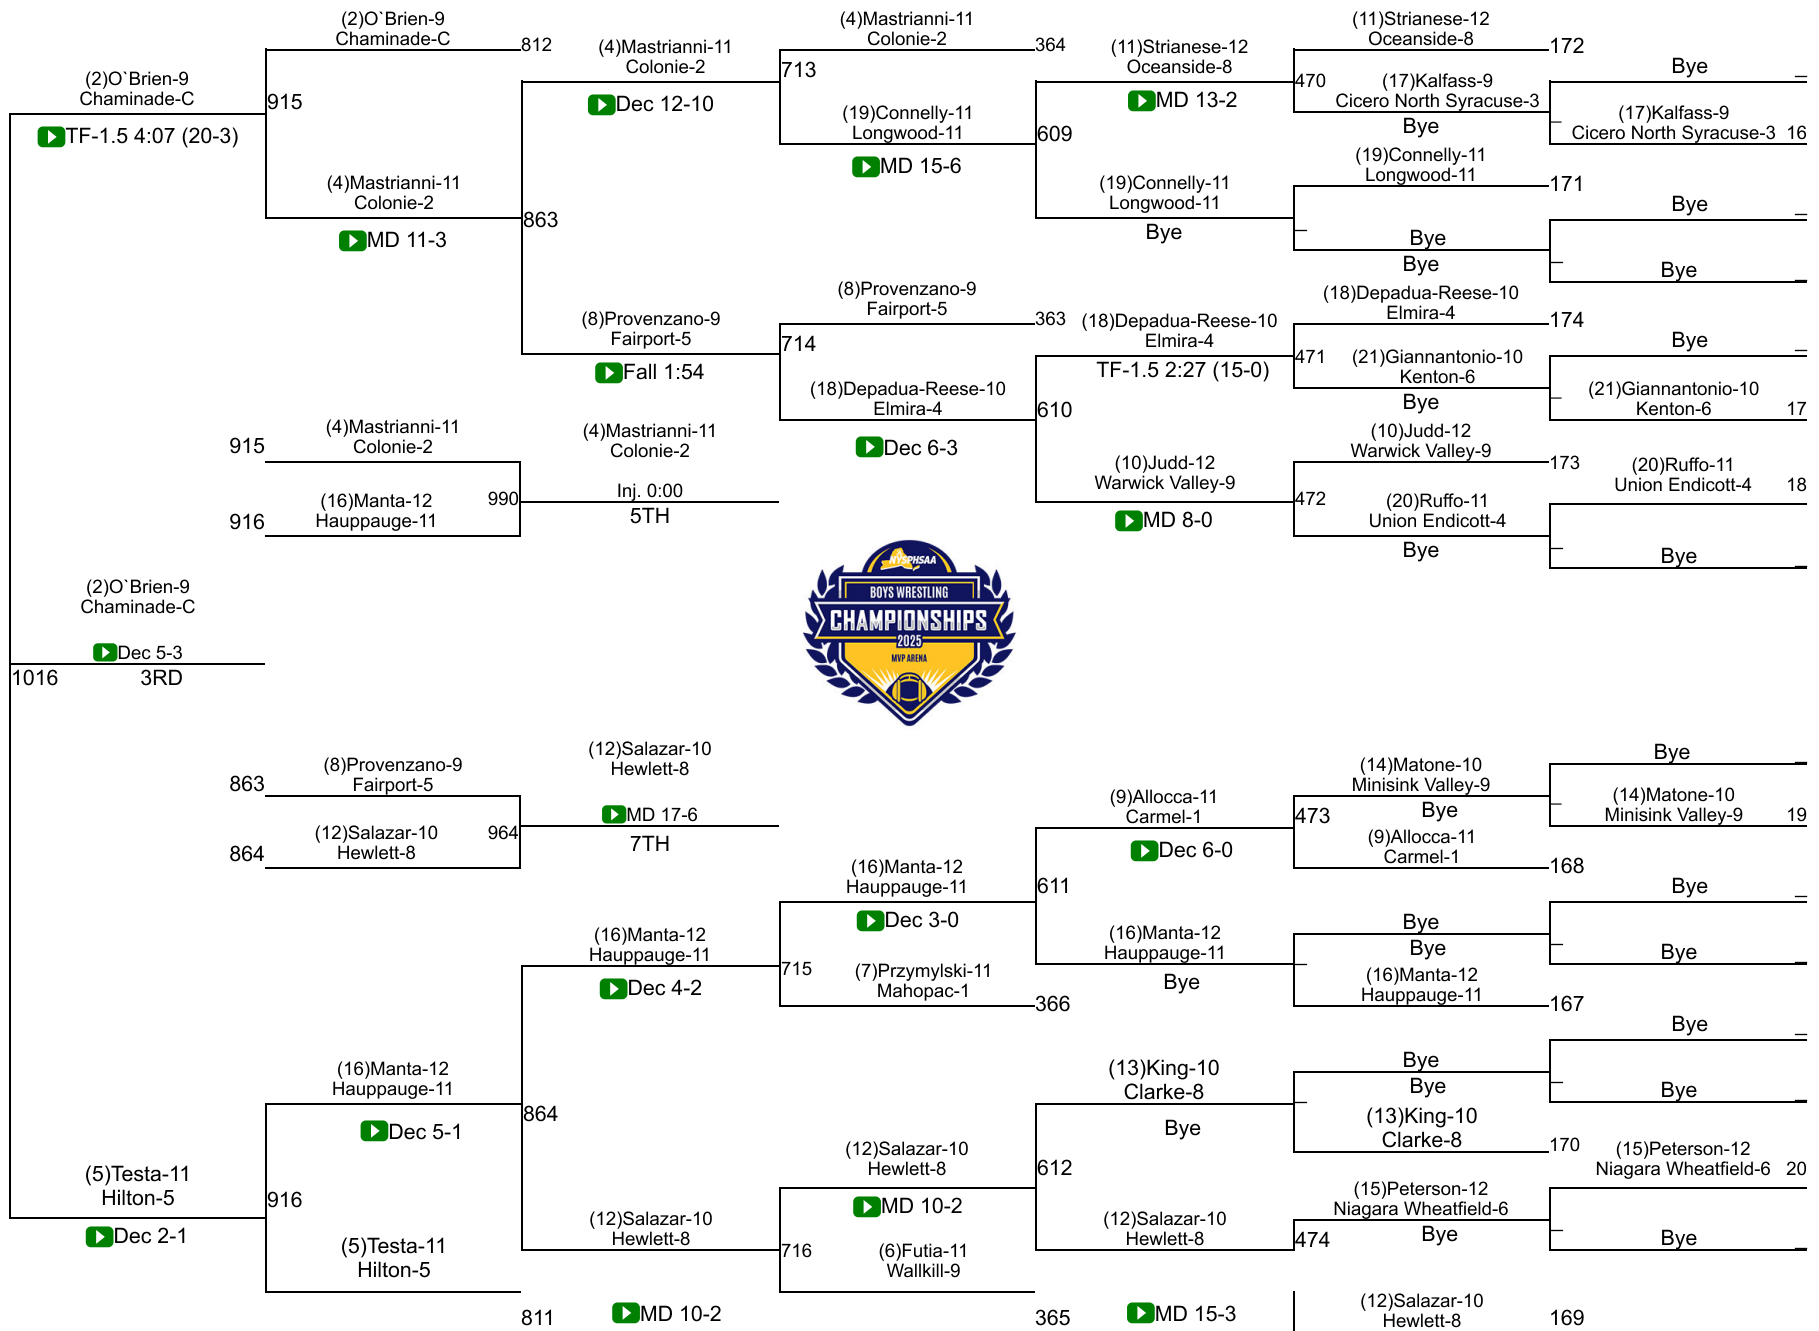 (2)O`Brien-9
Chaminade-C
812
(4)Mastrianni-11
Colonie-2
364
(11)Strianese-12
Oceanside-8
172
(2)O`Brien-9
Chaminade-C
915
TF-1.5 4:07 (20-3)
(4)Mastrianni-11
Colonie-2
713
Dec 12-10
(11)Strianese-12
Oceanside-8
470
MD 13-2
(17)Kalfass-9
Cicero North Syracuse-3
Bye
Bye
(17)Kalfass-9
Cicero North Syracuse-3 16
(19)Connelly-11
Longwood-11
609
MD 15-6
(19)Connelly-11
Longwood-11
171
(4)Mastrianni-11
Colonie-2
863
MD 11-3
(19)Connelly-11
Longwood-11
Bye
Bye
Bye
Bye
Bye
(8)Provenzano-9
Fairport-5
363
(18)Depadua-Reese-10
Elmira-4
174
(8)Provenzano-9
Fairport-5
714
Fall 1:54
(18)Depadua-Reese-10
Elmira-4
471
TF-1.5 2:27 (15-0)
(21)Giannantonio-10
Kenton-6
Bye
Bye
(21)Giannantonio-10
Kenton-6 17
(18)Depadua-Reese-10
Elmira-4
610
Dec 6-3
915
(4)Mastrianni-11
Colonie-2
(4)Mastrianni-11
Colonie-2
(10)Judd-12
Warwick Valley-9
173
(10)Judd-12
Warwick Valley-9
472
MD 8-0
(20)Ruffo-11
Union Endicott-4
Bye
(20)Ruffo-11
Union Endicott-4 18
Bye
916
(16)Manta-12
Hauppauge-11
990
Inj. 0:00
5TH
NYSPHSAA
BOYS WRESTLING
CHAMPIONSHIPS
2025
MVP ARENA
(2)O`Brien-9
Chaminade-C
Dec 5-3
1016
3RD
863
(8)Provenzano-9
Fairport-5
(12)Salazar-10
Hewlett-8
864
(12)Salazar-10
Hewlett-8
964
MD 17-6
7TH
(14)Matone-10
Minisink Valley-9
Bye
Bye
(14)Matone-10
Minisink Valley-9 19
(9)Allocca-11
Carmel-1
473
Dec 6-0
(9)Allocca-11
Carmel-1
168
(16)Manta-12
Hauppauge-11
611
Dec 3-0
Bye
Bye
Bye
Bye
(16)Manta-12
Hauppauge-11
Bye
(16)Manta-12
Hauppauge-11
167
(16)Manta-12
Hauppauge-11
715
Dec 4-2
(7)Przymylski-11
Mahopac-1
366
(16)Manta-12
Hauppauge-11
864
Dec 5-1
(13)King-10
Clarke-8
Bye
Bye
Bye
Bye
Bye
(13)King-10
Clarke-8
170
(15)Peterson-12
Niagara Wheatfield-6 20
(5)Testa-11
Hilton-5
916
Dec 2-1
(12)Salazar-10
Hewlett-8
612
MD 10-2
(15)Peterson-12
Niagara Wheatfield-6
Bye
Bye
(5)Testa-11
Hilton-5
811
(12)Salazar-10
Hewlett-8
716
MD 10-2
(6)Futia-11
Wallkill-9
365
(12)Salazar-10
Hewlett-8
474
MD 15-3
(12)Salazar-10
Hewlett-8
169